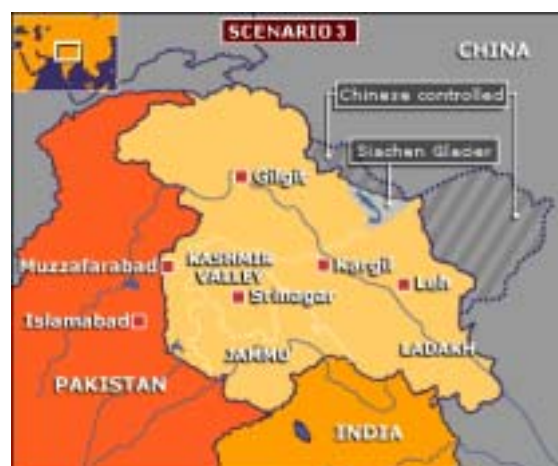 SCENARIO 3
CHINA
Chinese controlled
Siachen Glacier
Gilgit
Muzzafarabad
KASHMIR
VALLEY
Kargil
Leh
Srinagar
Islamabad
JAMMU
LADAKH
PAKISTAN
INDIA